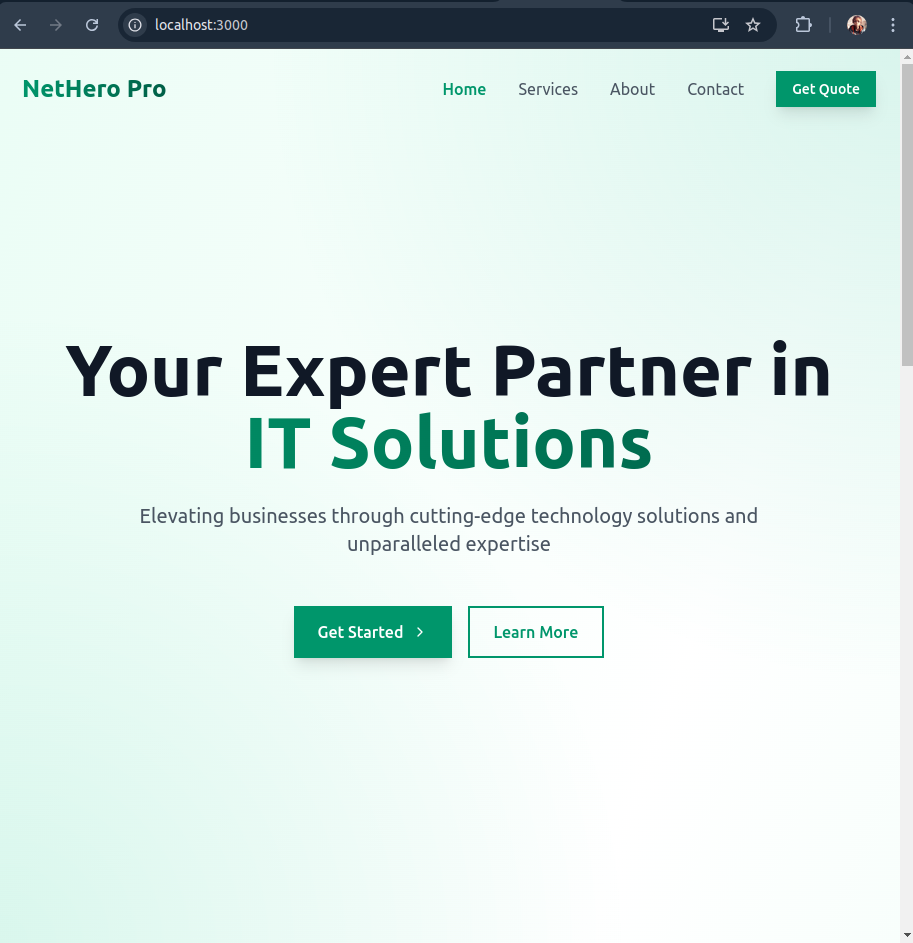 localhost:3000
NetHero Pro
Home Services About Contact Get Quote
Your Expert Partner in
IT Solutions
Elevating businesses through cutting-edge technology solutions and
unparalleled expertise
Get Started Learn More